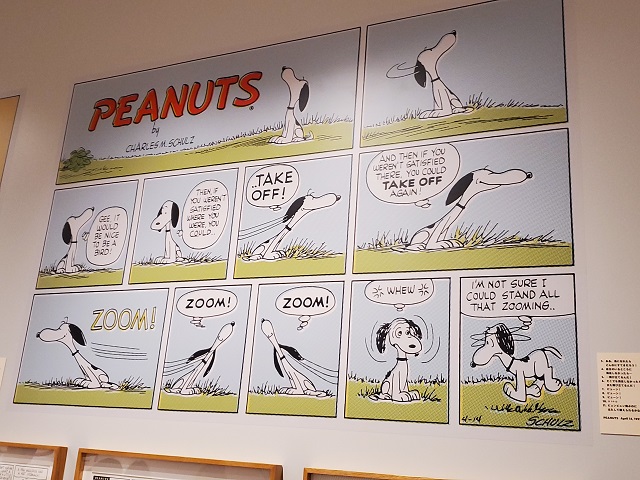 PEANUTS
by
CHARLES M. SCHULZ
GEE, IT
WOULD
BE NICE
TO BE A
BIRD!
THEN, IF
YOU WEREN'T
SATISFIED
WHERE YOU
WERE, YOU
COULD..
..TAKE
OFF!
AND THEN IF YOU
WEREN'T SATISFIED
THERE, YOU COULD
TAKE OFF
AGAIN!
ZOOM!
ZOOM!
ZOOM!
WHEW
I'M NOT SURE I
COULD STAND ALL
THAT ZOOMING..
4-14
SCHULZ